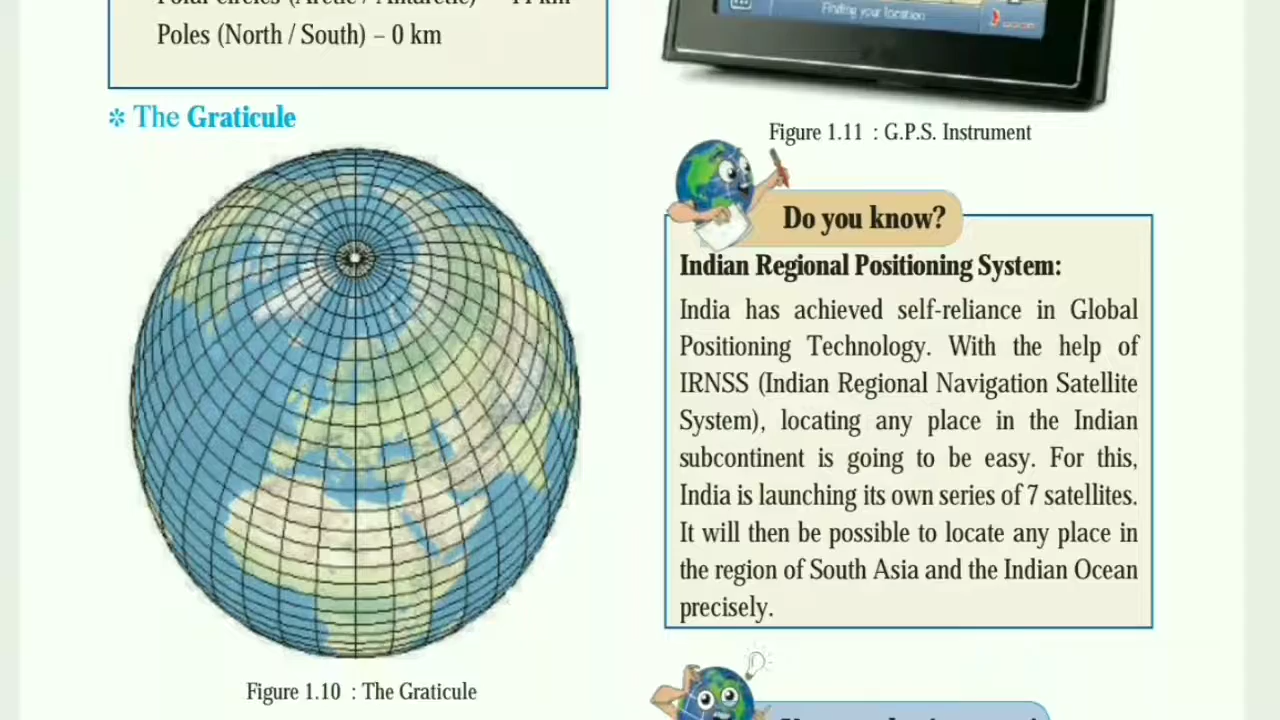 Poles (North / South) – 0 km
✻ The Graticule
Figure 1.10 : The Graticule
Finding your location
Figure 1.11 : G.P.S. Instrument
Do you know?
Indian Regional Positioning System:
India has achieved self-reliance in Global
Positioning Technology. With the help of
IRNSS (Indian Regional Navigation Satellite
System), locating any place in the Indian
subcontinent is going to be easy. For this,
India is launching its own series of 7 satellites.
It will then be possible to locate any place in
the region of South Asia and the Indian Ocean
precisely.